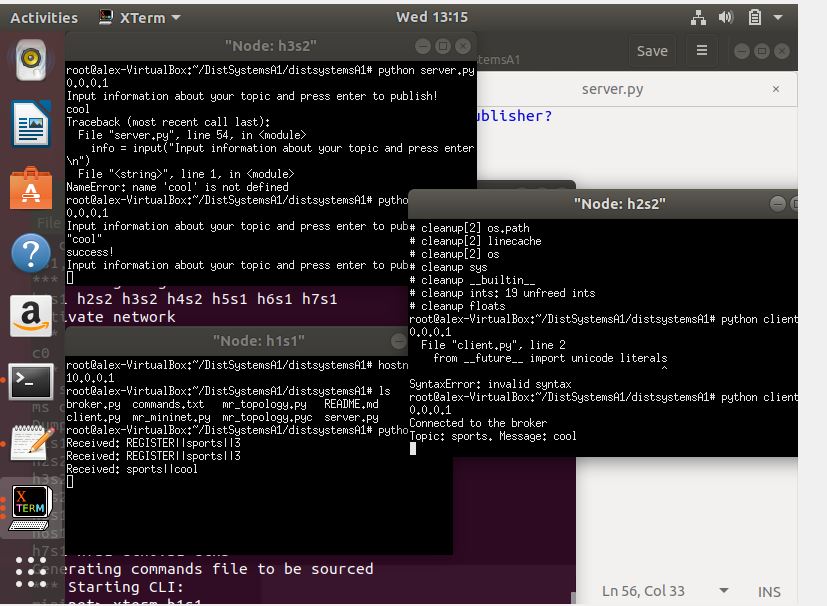 Activities XTerm Wed 13:15
"Node: h3s2"
root@alex-VirtualBox:~/DistSystemsA1/distsystemsA1# python server.py
0.0.0.1
Input information about your topic and press enter to publish!
cool
Traceback (most recent call last):
File "server.py", line 54, in <module>
info = input("Input information about your topic and press enter
\n")
File "<string>", line 1, in <module>
NameError: name 'cool' is not defined
root@alex-VirtualBox:~/DistSystemsA1/distsystemsA1# pytho
0.0.0.1
Input information about your topic and press enter to pub
"cool"
success!
Input information about your topic and press enter to pub
stemsA1
Save
server.py ×
ublisher?
"Node: h2s2"
# cleanup[2] os.path
# cleanup[2] linecache
# cleanup[2] os
# cleanup sys
# cleanup __builtin__
# cleanup ints: 19 unfreed ints
# cleanup floats
root@alex-VirtualBox:~/DistSystemsA1/distsystemsA1# python client
0.0.0.1
File "client.py", line 2
from __future__ import unicode literals
^
SyntaxError: invalid syntax
root@alex-VirtualBox:~/DistSystemsA1/distsystemsA1# python client
0.0.0.1
Connected to the broker
Topic: sports. Message: cool
File
h2s2 h3s2 h4s2 h5s1 h6s1 h7s1
ivate network
c0
"Node: h1s1"
root@alex-VirtualBox:~/DistSystemsA1/distsystemsA1# hostn
10.0.0.1
root@alex-VirtualBox:~/DistSystemsA1/distsystemsA1# ls
broker.py commands.txt mr_topology.py README.md
client.py mr_mininet.py mr_topology.pyc server.py
root@alex-VirtualBox:~/DistSystemsA1/distsystemsA1# pytho
Received: REGISTER||sports||3
Received: REGISTER||sports||3
Received: sports||cool
X
TERM
erating commands file to be sourced
*** Starting CLI:
mininet> xterm h1s1
Ln 56, Col 33 INS